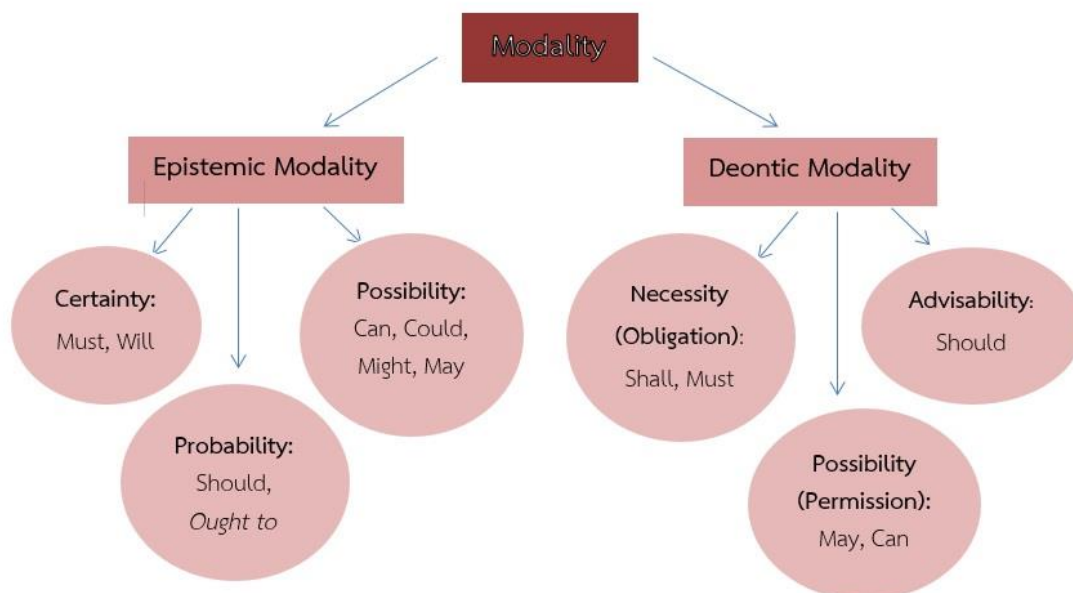 Modality
Epistemic Modality
Certainty:
Must, Will
Probability:
Should,
Ought to
Possibility:
Can, Could,
Might, May
Deontic Modality
Necessity
(Obligation):
Shall, Must
Possibility
(Permission):
May, Can
Advisability:
Should